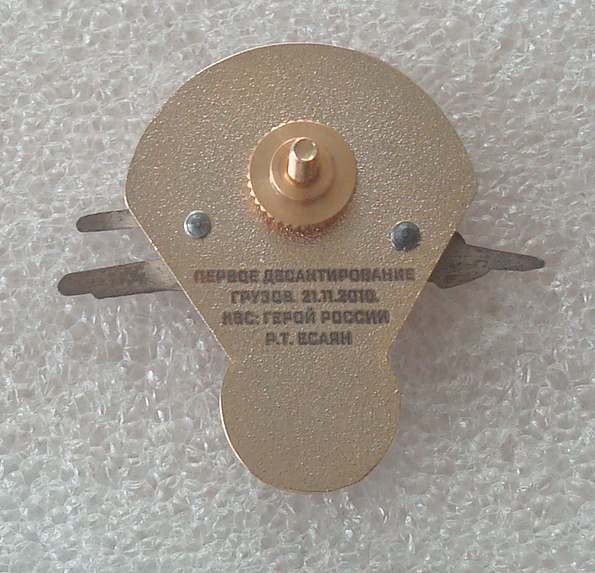 ПЕРВОЕ ДЕСАНТИРОВАНИЕ
ГРУЗОВ. 21.11.2010.
КВС: ГЕРОЙ РОССИИ
Р.Т. ЕСАЯН